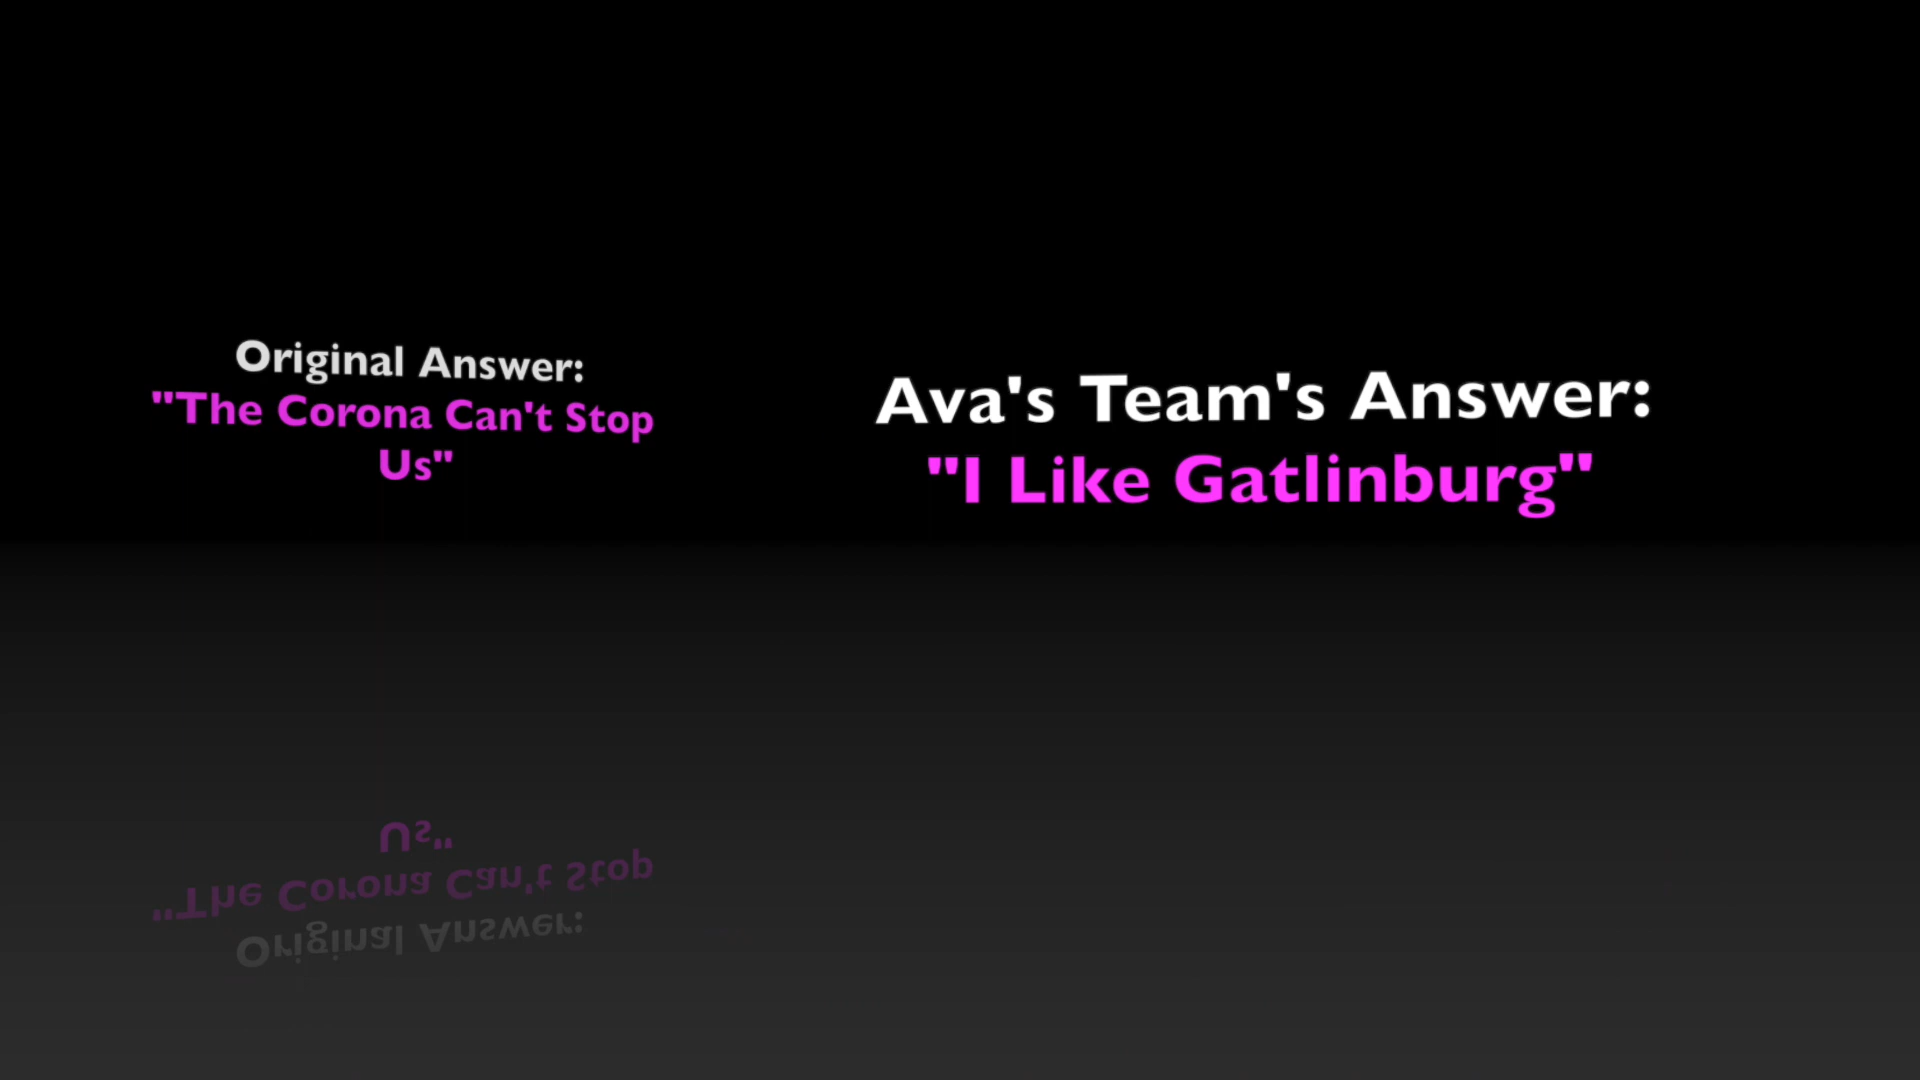 Original Answer:
"The Corona Can't Stop
Us"
Ava's Team's Answer:
"I Like Gatlinburg"